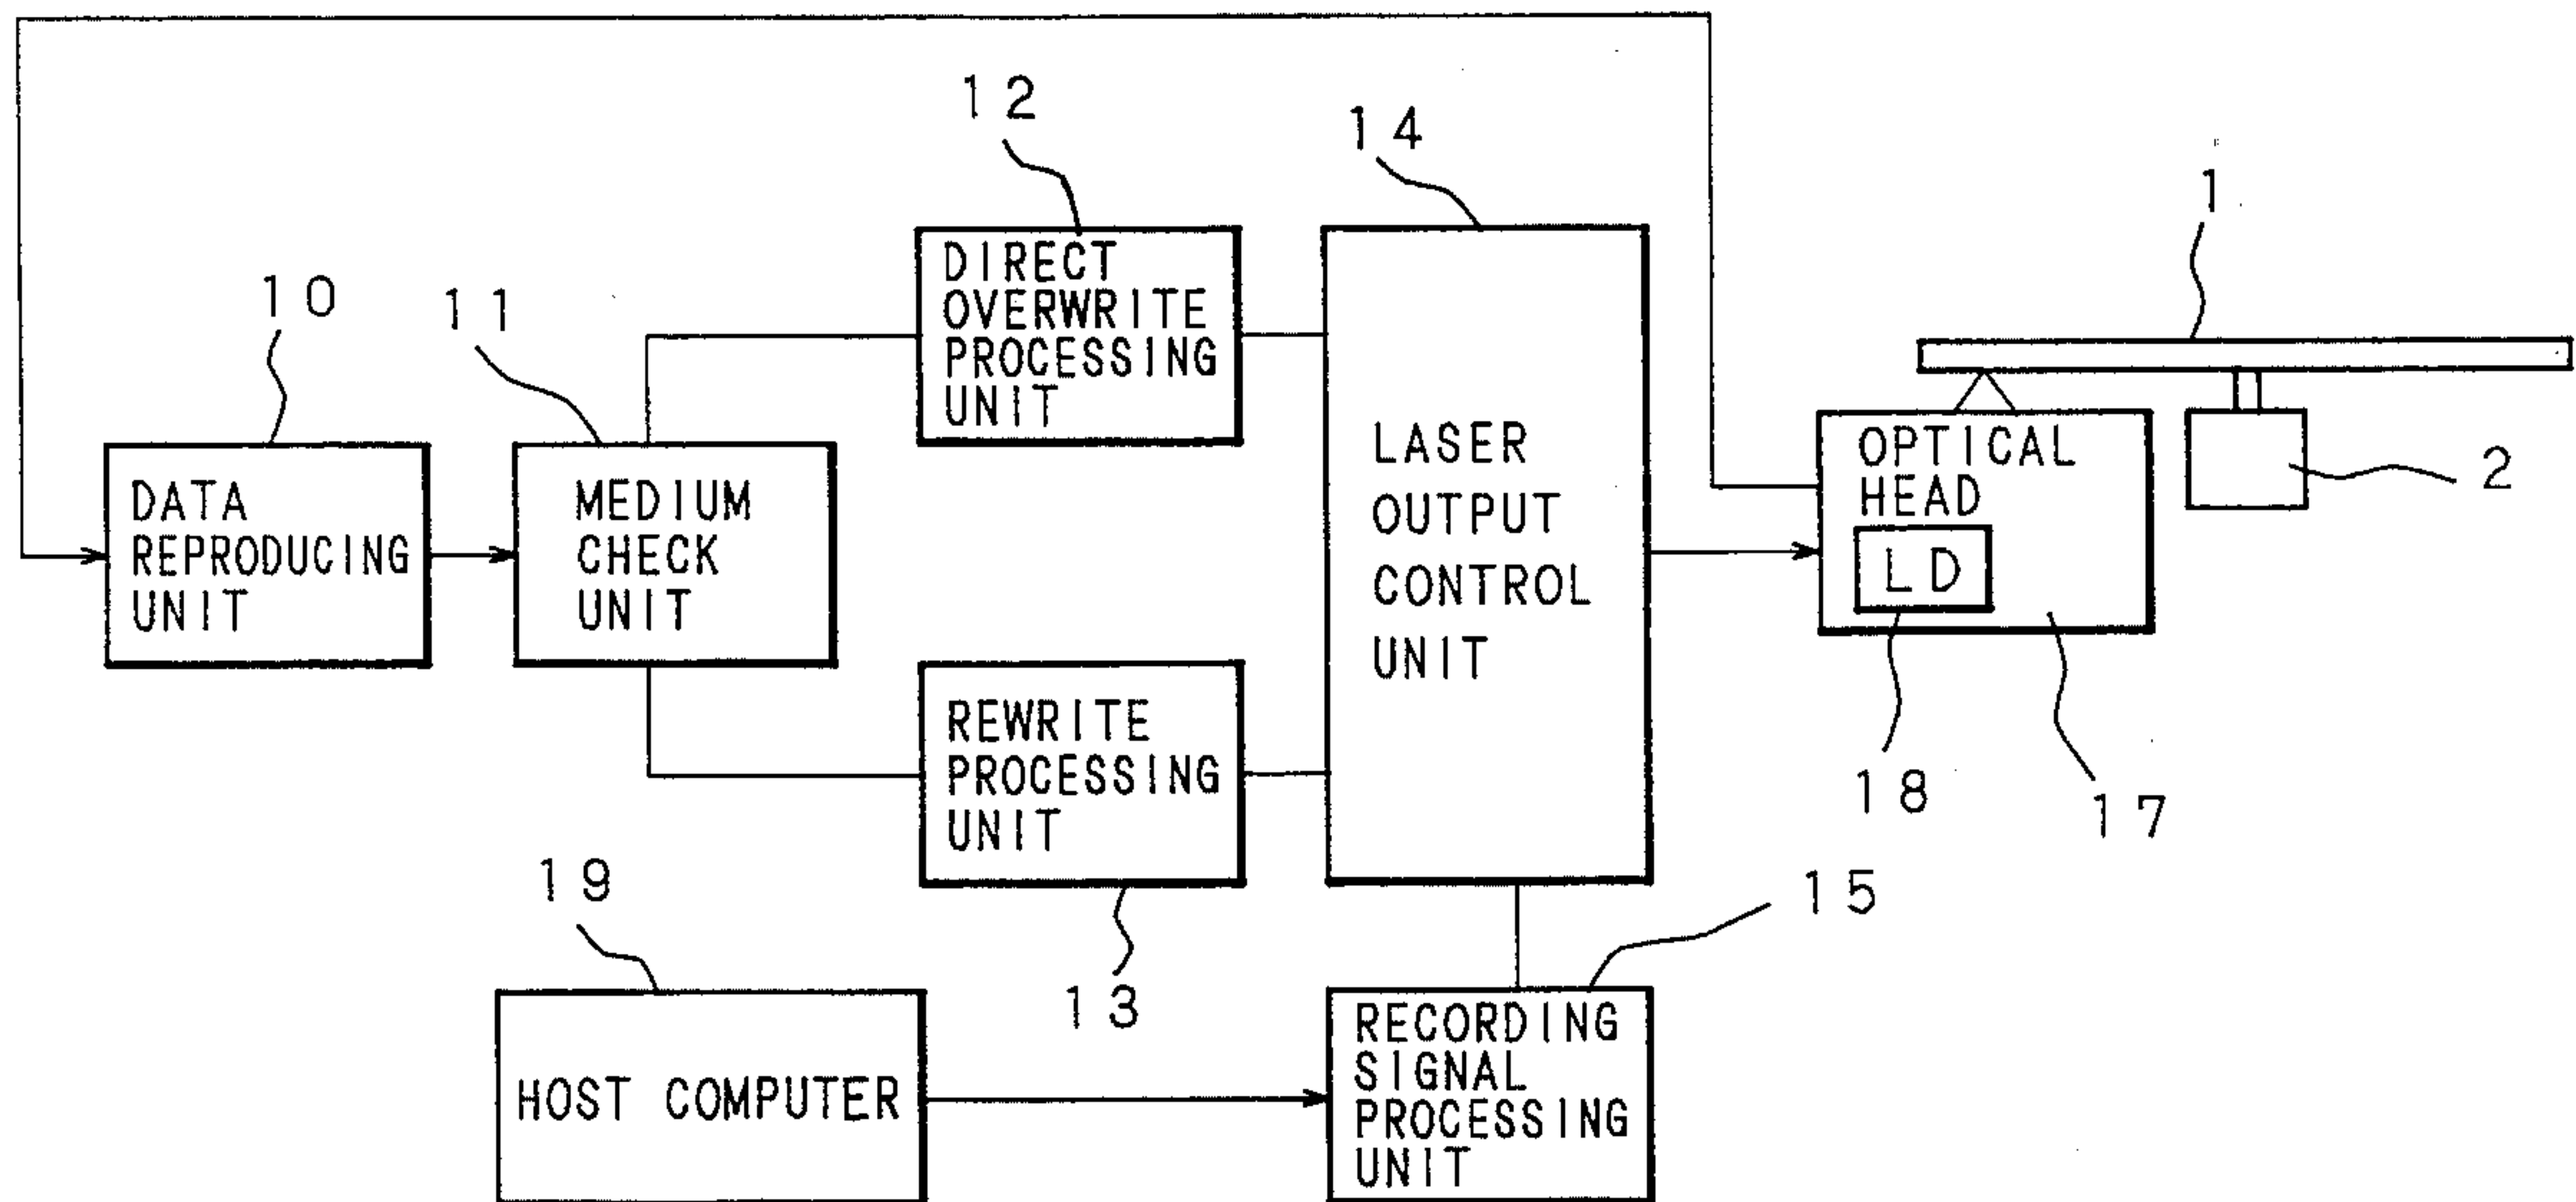 12
14
1
10
11
DIRECT
OVERWRITE
PROCESSING
UNIT
DATA
REPRODUCING
UNIT
MEDIUM
CHECK
UNIT
LASER
OUTPUT
CONTROL
UNIT
OPTICAL
HEAD
LD
2
18
17
REWRITE
PROCESSING
UNIT
13
15
19
HOST COMPUTER
RECORDING
SIGNAL
PROCESSING
UNIT